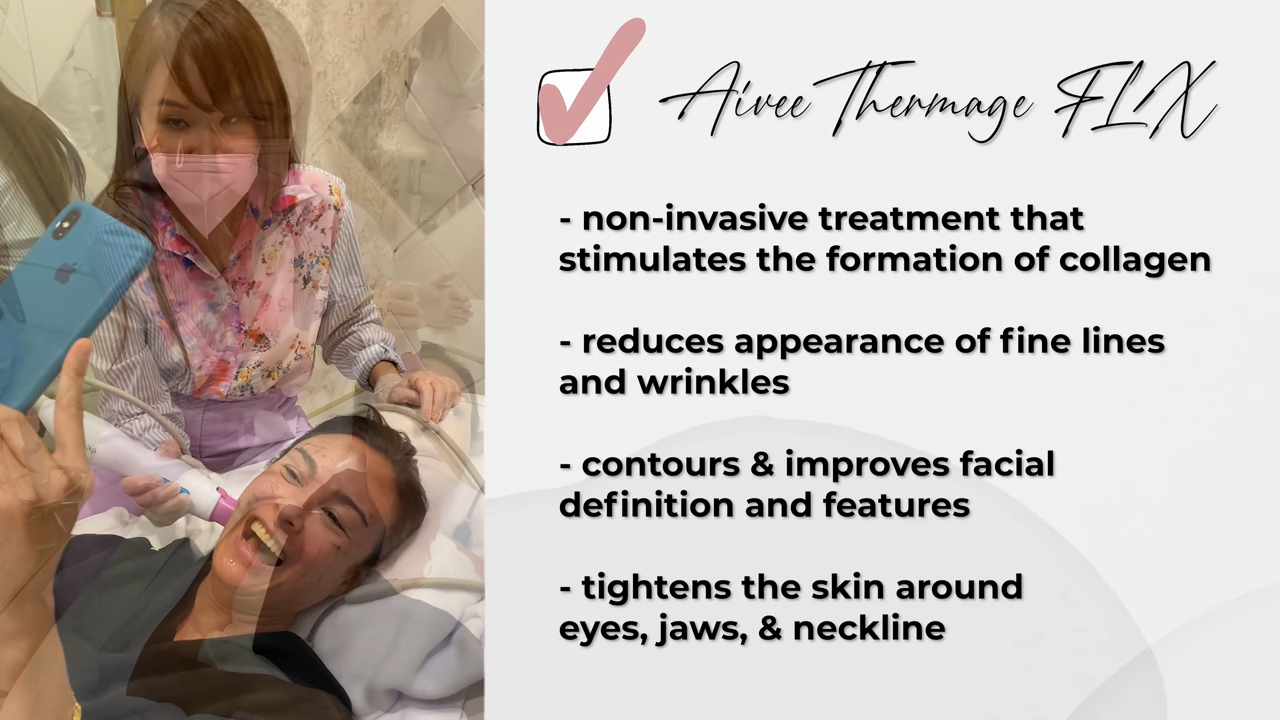 Aivee Thermage FLX
- non-invasive treatment that
stimulates the formation of collagen
- reduces appearance of fine lines
and wrinkles
- contours & improves facial
definition and features
- tightens the skin around
eyes, jaws, & neckline